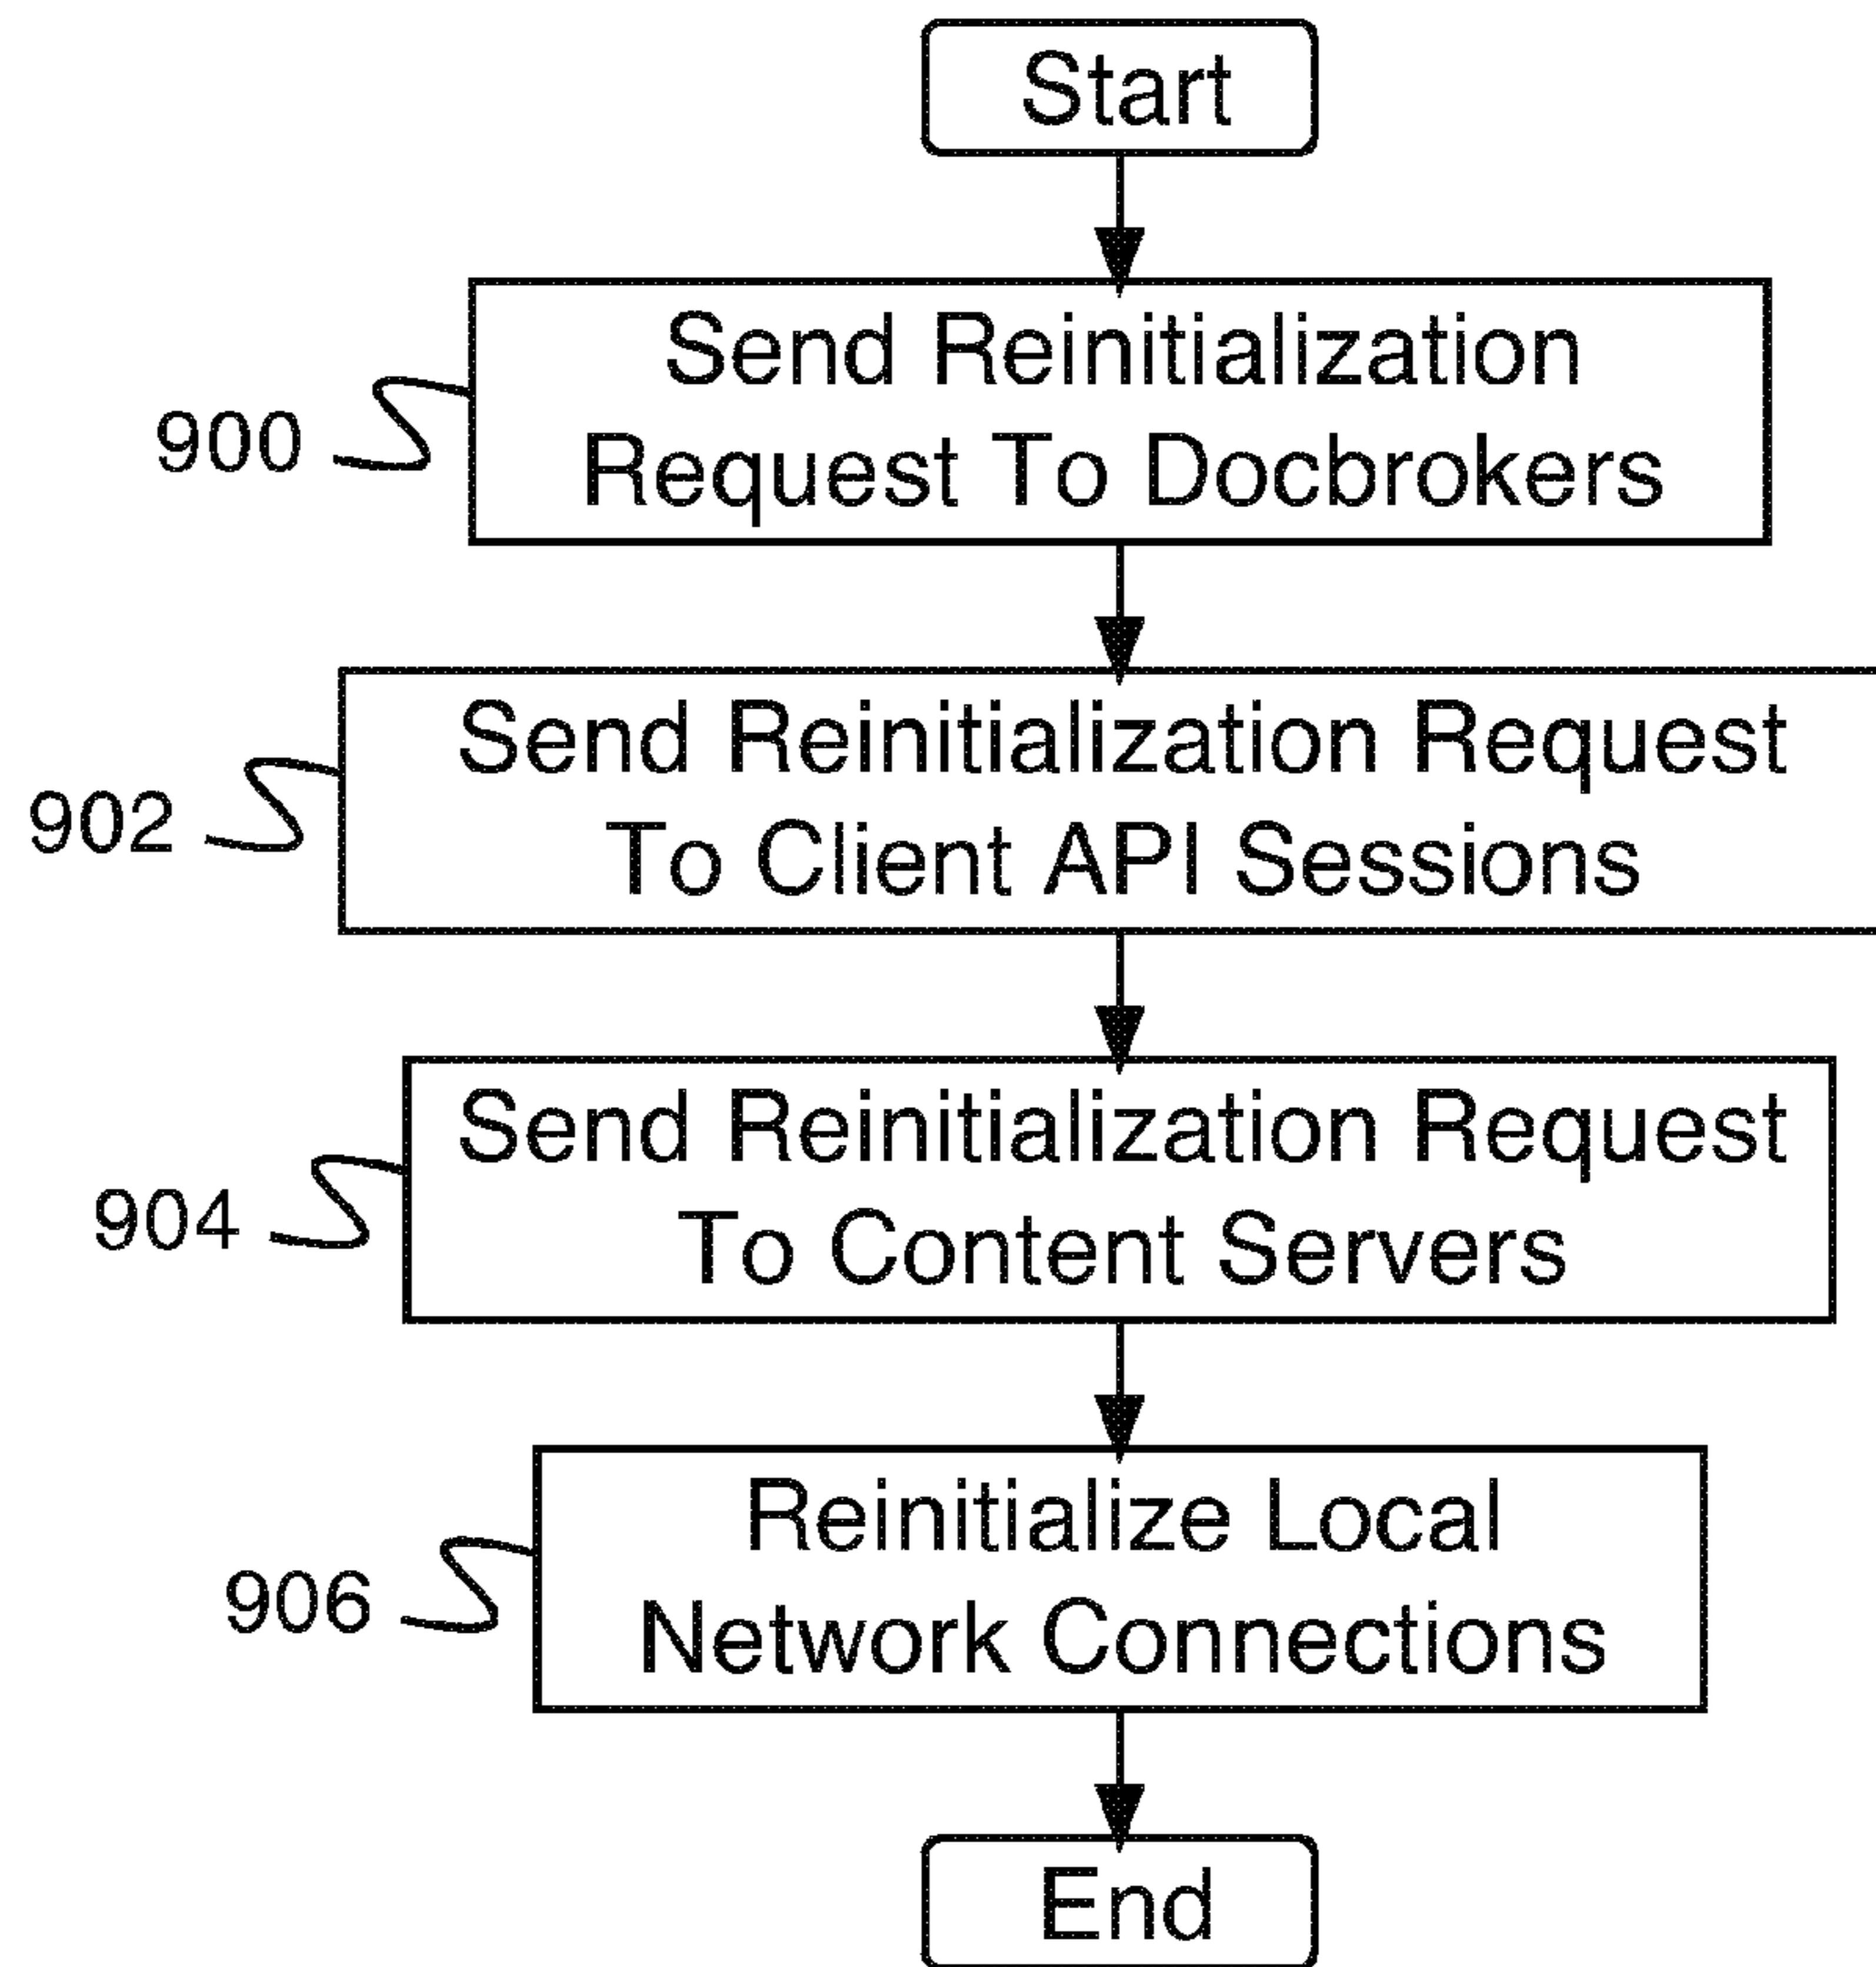 Start
Send Reinitialization
Request To Docbrokers
900
Send Reinitialization Request
To Client API Sessions
902
Send Reinitialization Request
To Content Servers
904
Reinitialize Local
Network Connections
906
End